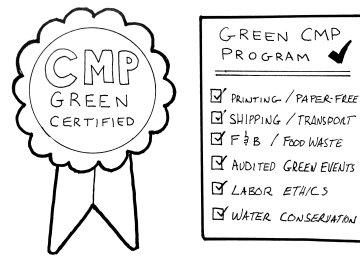 CMP
GREEN
CERTIFIED
GREEN CMP
PROGRAM
PRINTING / PAPER-FREE
SHIPPING / TRANSPORT
F & B / FOOD WASTE
AUDITED GREEN EVENTS
LABOR ETHICS
WATER CONSERVATION